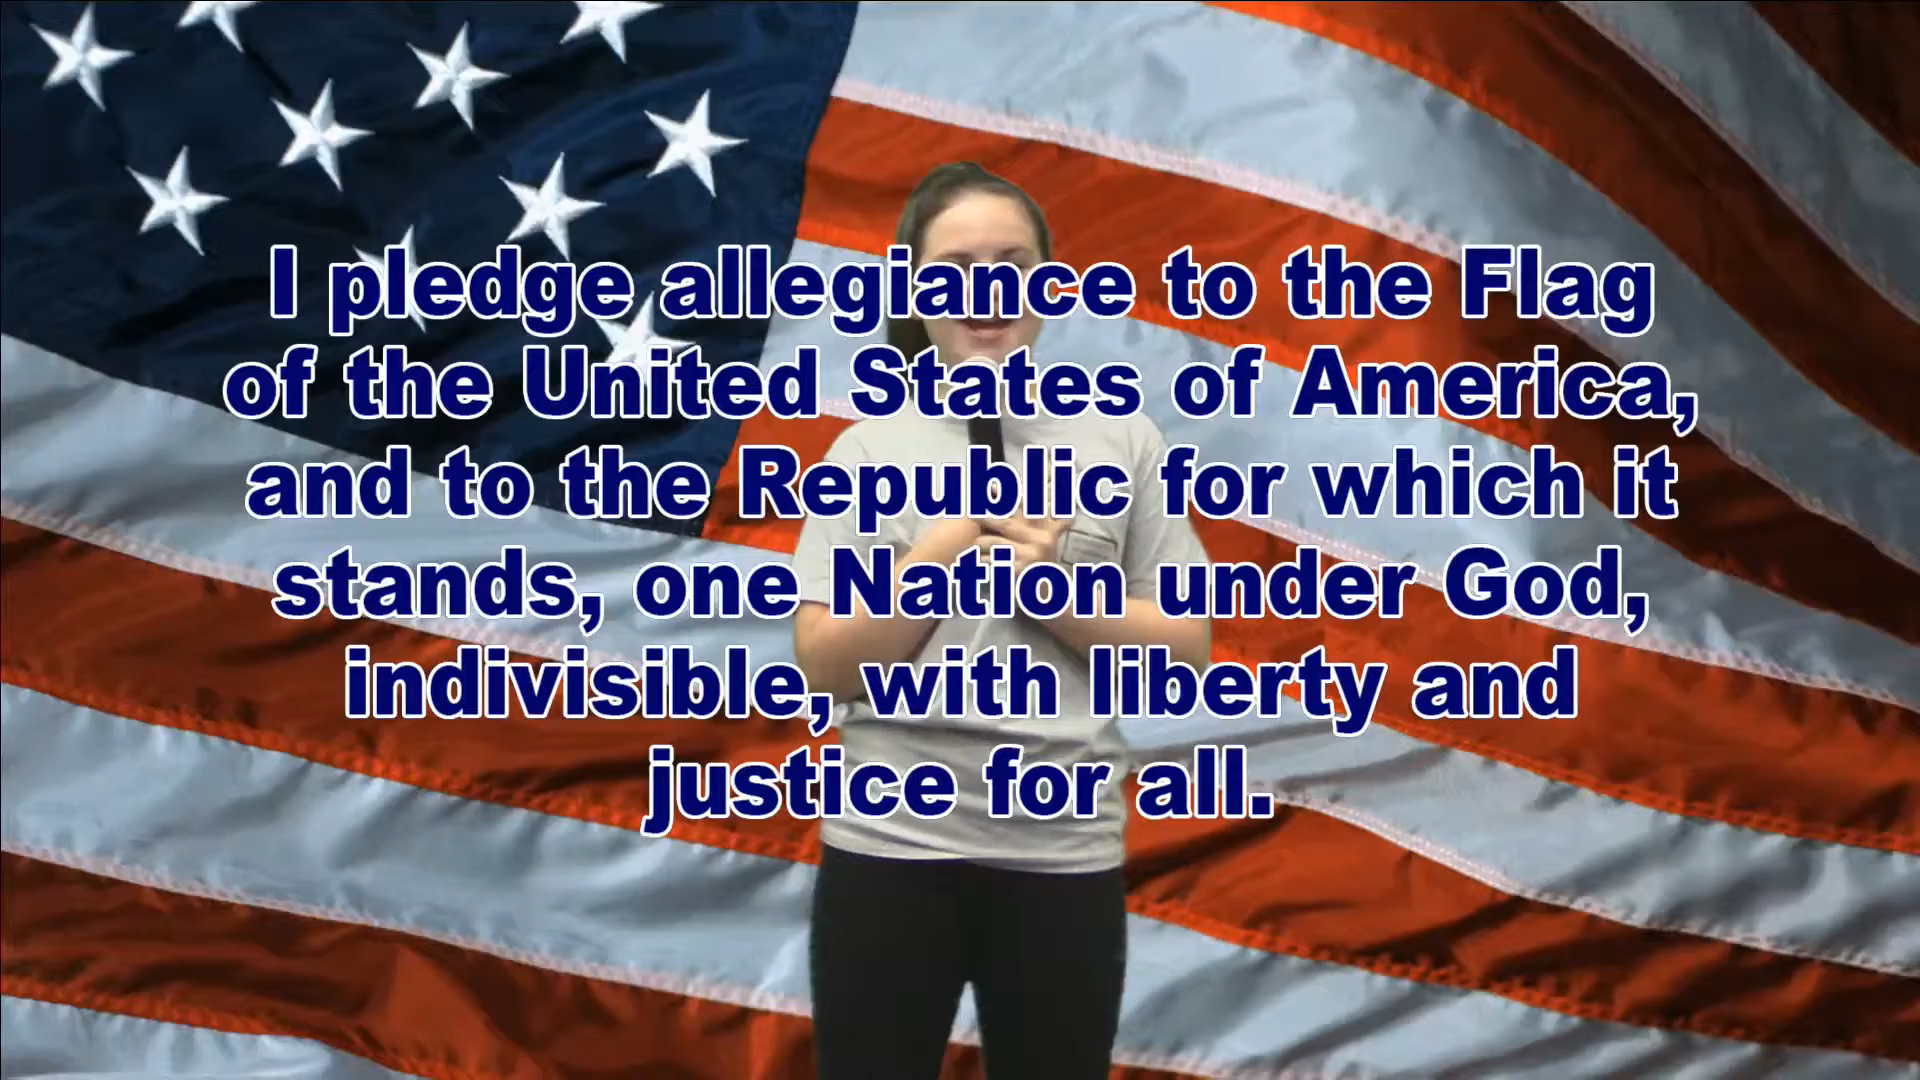 I pledge allegiance to the Flag
of the United States of America,
and to the Republic for which it
stands, one Nation under God,
indivisible, with liberty and
justice for all.